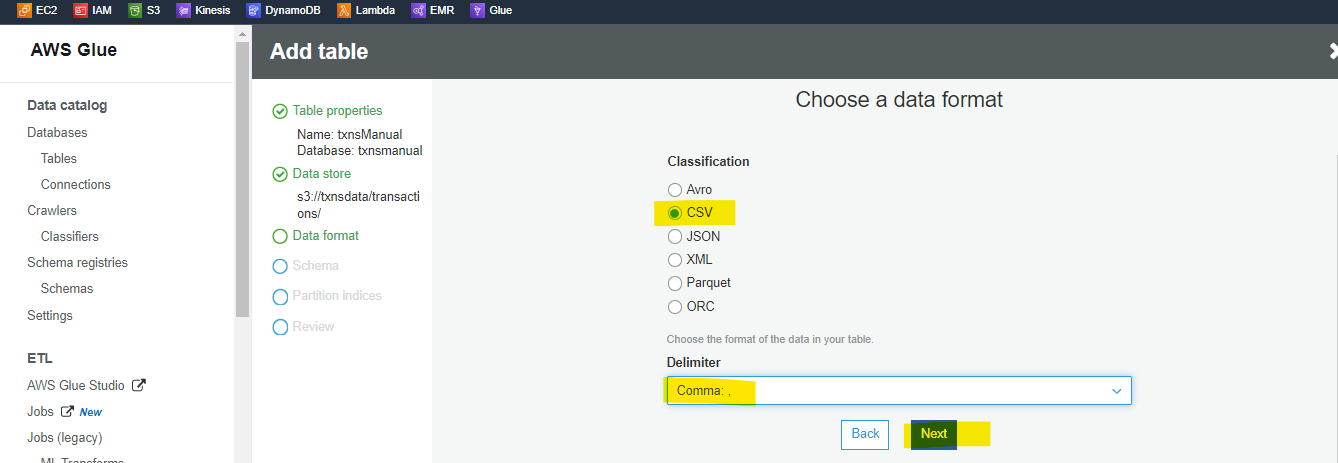 EC2 IAM S3 Kinesis DynamoDB Lambda EMR Glue
AWS Glue
Data catalog
Databases
Tables
Connections
Crawlers
Classifiers
Schema registries
Schemas
Settings
ETL
AWS Glue Studio
Jobs New
Jobs (legacy)
ML Transforms
Add table
Table properties
Name: txnsManual
Database: txnsmanual
Data store
s3://txnsdata/transacti
ons/
Data format
Schema
Partition indices
Review
Choose a data format
Classification
Avro
CSV
JSON
XML
Parquet
ORC
Choose the format of the data in your table.
Delimiter
Comma: ,
Back Next